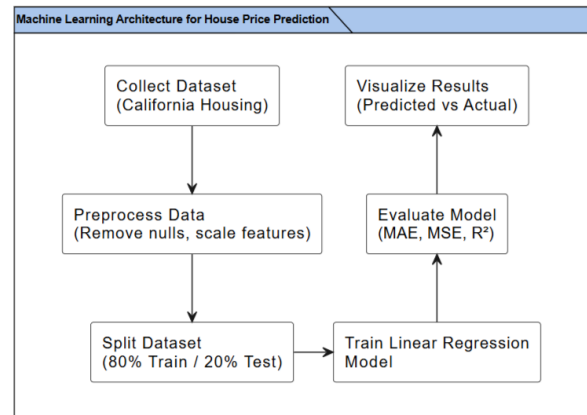 Machine Learning Architecture for House Price Prediction
Collect Dataset
(California Housing)
Preprocess Data
(Remove nulls, scale features)
Split Dataset
(80% Train / 20% Test)
Train Linear Regression
Model
Evaluate Model
(MAE, MSE, R²)
Visualize Results
(Predicted vs Actual)